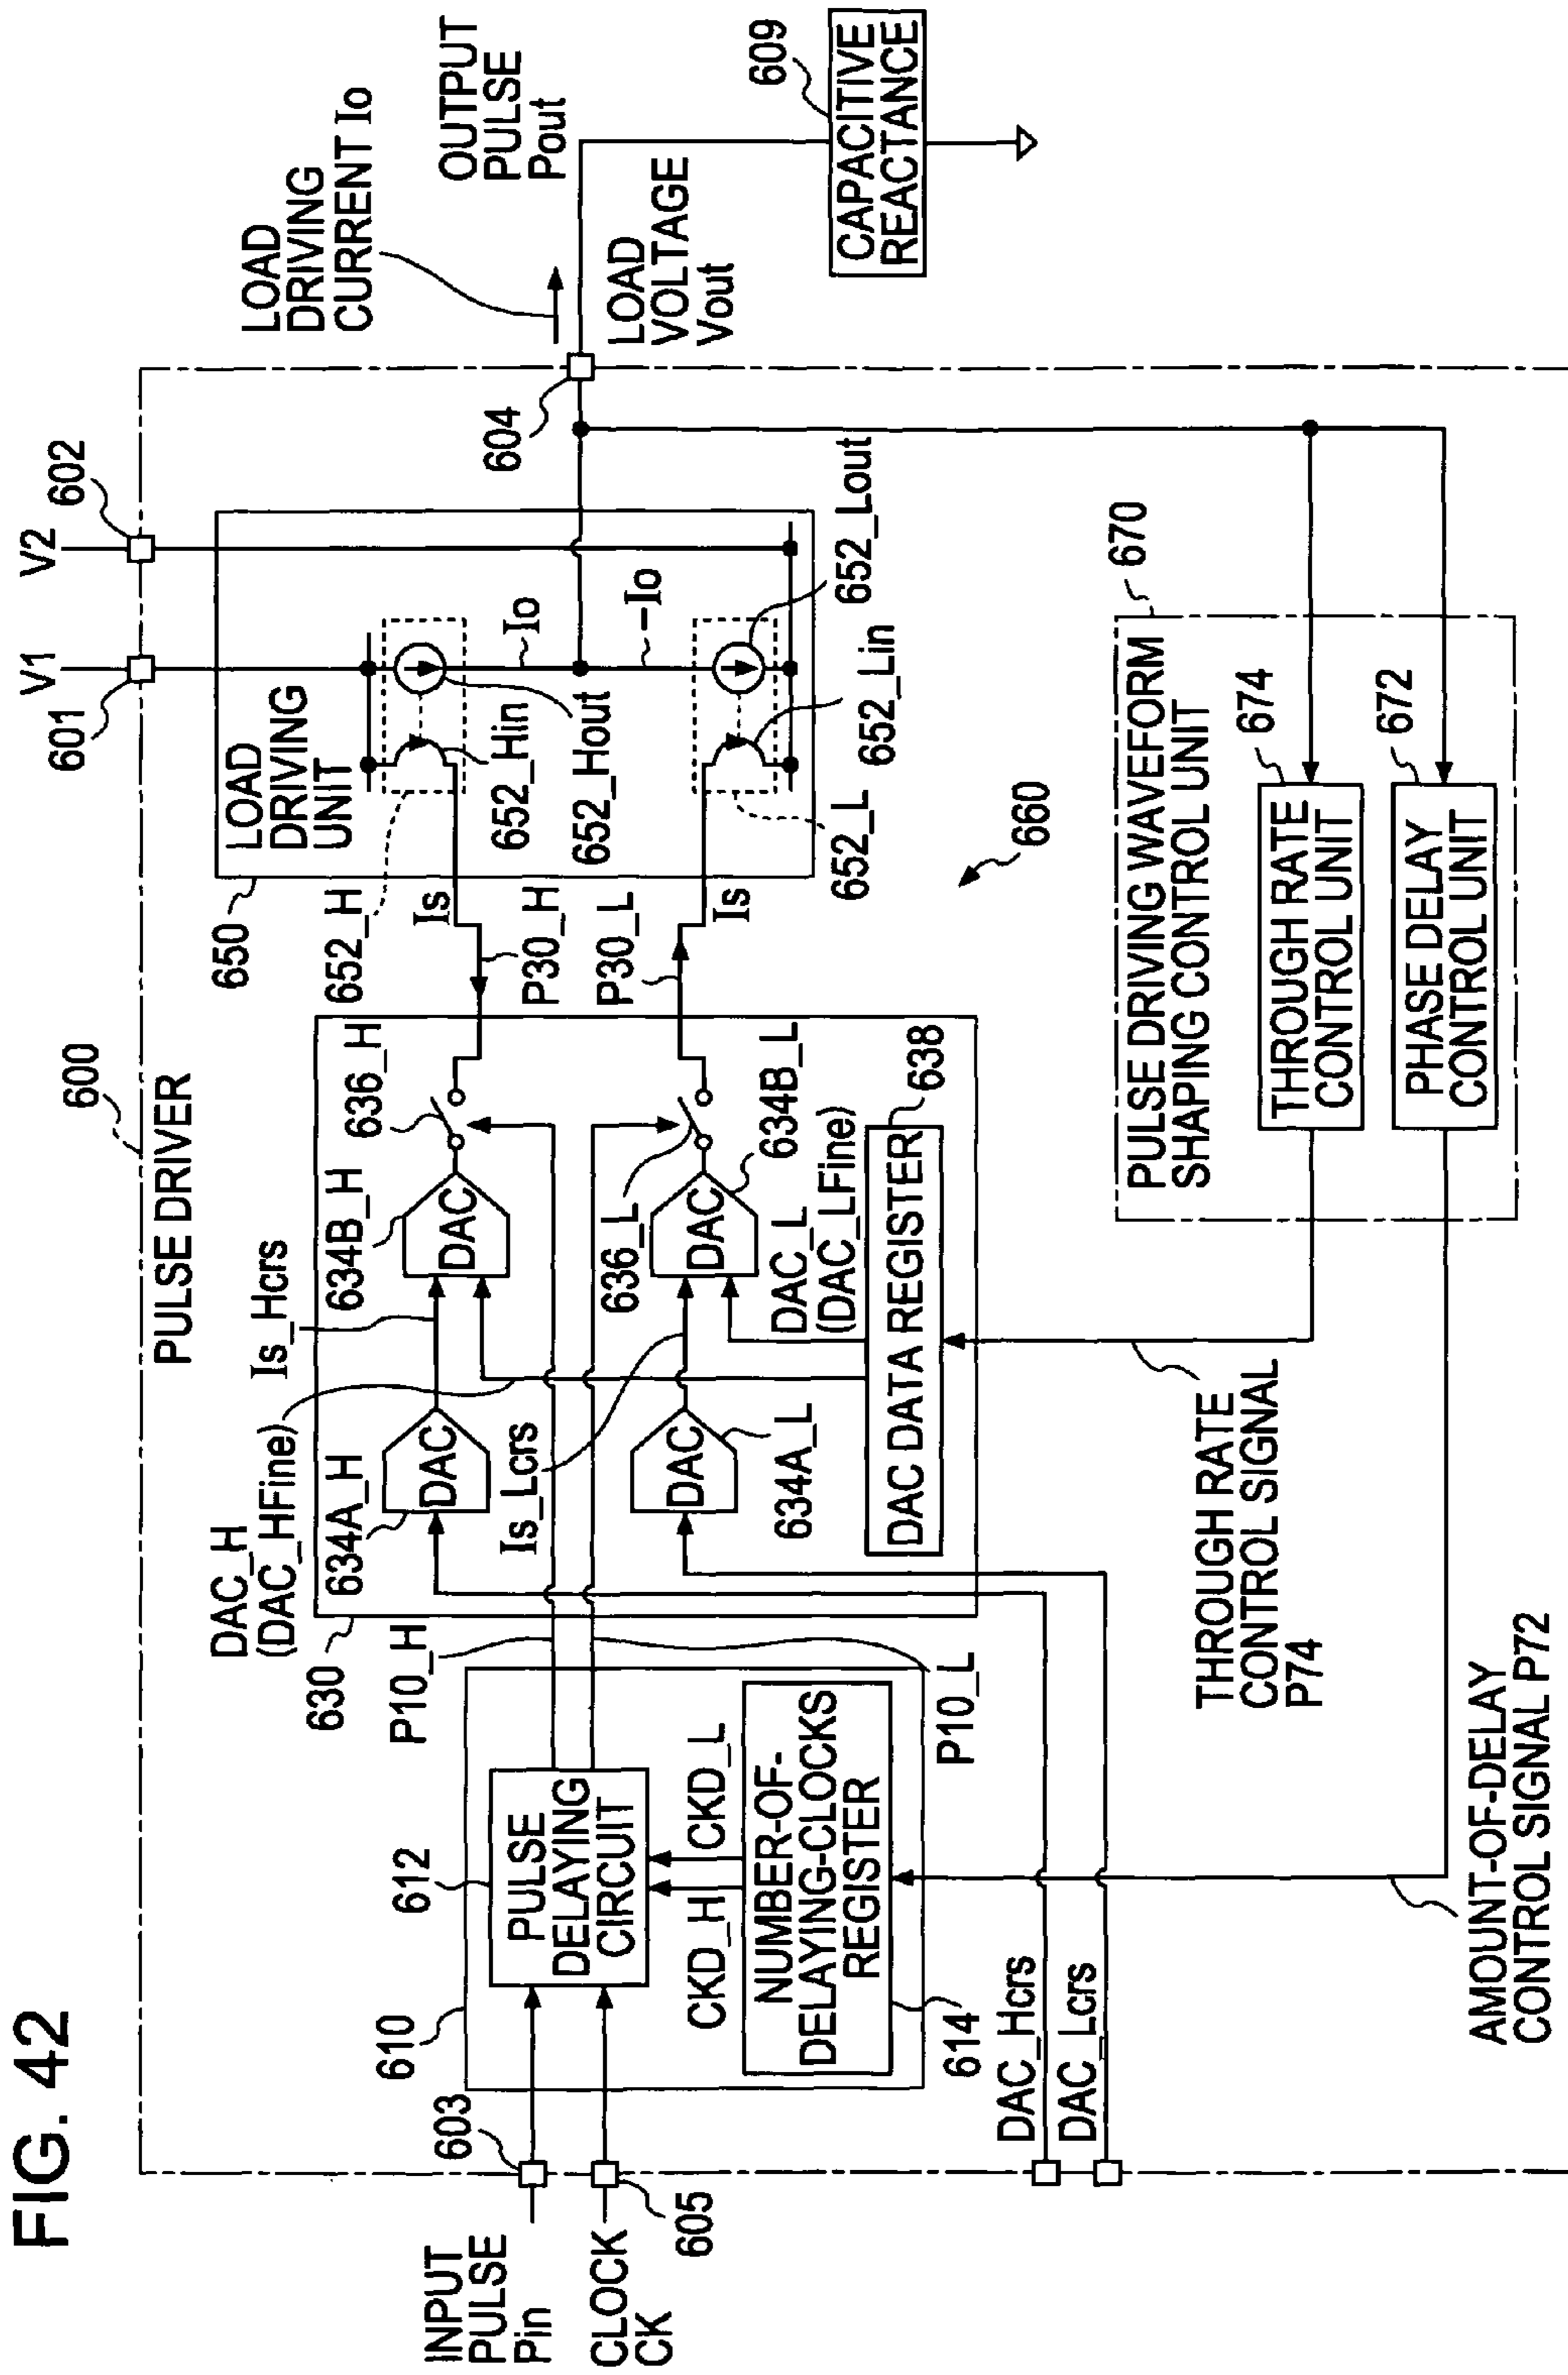 FIG. 42
600
PULSE DRIVER
V1
601
V2
602
LOAD
DRIVING
CURRENT Io
OUTPUT
PULSE
Pout
LOAD
VOLTAGE
Vout
604
609
CAPACITIVE
REACTANCE
650
LOAD
DRIVING
UNIT
652_H
652_Hin
652_Hout
Io
-Io
652_Lout
652_Lin
652_L
Is
P30_H
P30_L
Is
660
630
DAC_H
(DAC_HFine)
634A_H
DAC
Is_Hcrs
634B_H
DAC
636_H
Is_Lcrs
DAC
634A_L
636_L
DAC
634B_L
DAC_L
(DAC_LFine)
638
DAC DATA REGISTER
P10_H
P10_L
INPUT
PULSE
Pin
603
CLOCK
CK
605
610
612
PULSE
DELAYING
CIRCUIT
CKD_H
CKD_L
NUMBER-OF-
DELAYING-CLOCKS
REGISTER
614
DAC_Hcrs
DAC_Lcrs
670
PULSE DRIVING WAVEFORM
SHAPING CONTROL UNIT
674
THROUGH RATE
CONTROL UNIT
672
PHASE DELAY
CONTROL UNIT
THROUGH RATE
CONTROL SIGNAL
P74
AMOUNT-OF-DELAY
CONTROL SIGNAL P72